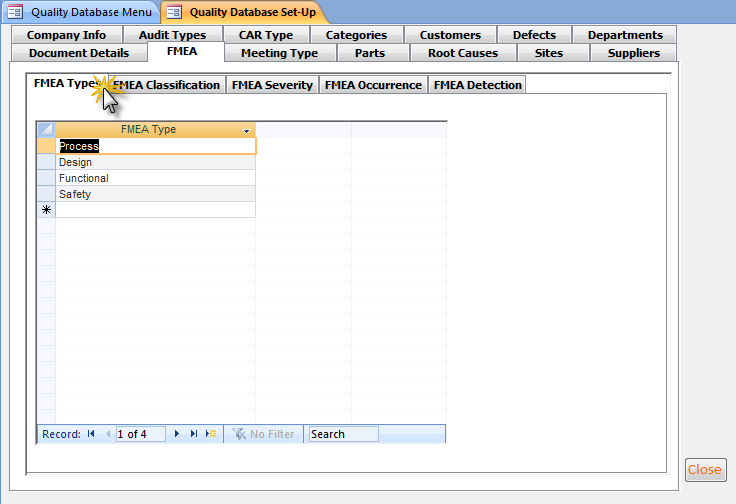 Quality Database Menu Quality Database Set-Up
Company Info Audit Types CAR Type Categories Customers Defects Departments
Document Details FMEA Meeting Type Parts Root Causes Sites Suppliers
FMEA Types FMEA Classification FMEA Severity FMEA Occurrence FMEA Detection
FMEA Type
Process
Design
Functional
Safety
Record: 1 of 4 No Filter Search
Close